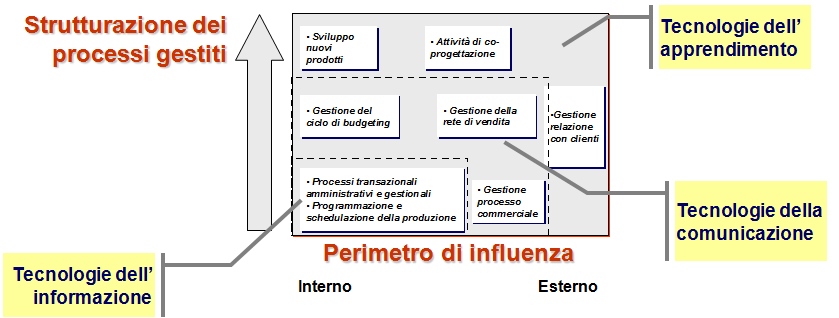 Strutturazione dei
processi gestiti
• Sviluppo
nuovi
prodotti
• Attività di co-
progettazione
Tecnologie dell’
apprendimento
• Gestione del
ciclo di budgeting
• Gestione della
rete di vendita
•Gestione
relazione
con clienti
• Processi transazionali
amministrativi e gestionali
• Programmazione e
schedulazione della produzione
• Gestione
processo
commerciale
Tecnologie della
comunicazione
Perimetro di influenza
Tecnologie dell’
informazione
Interno
Esterno